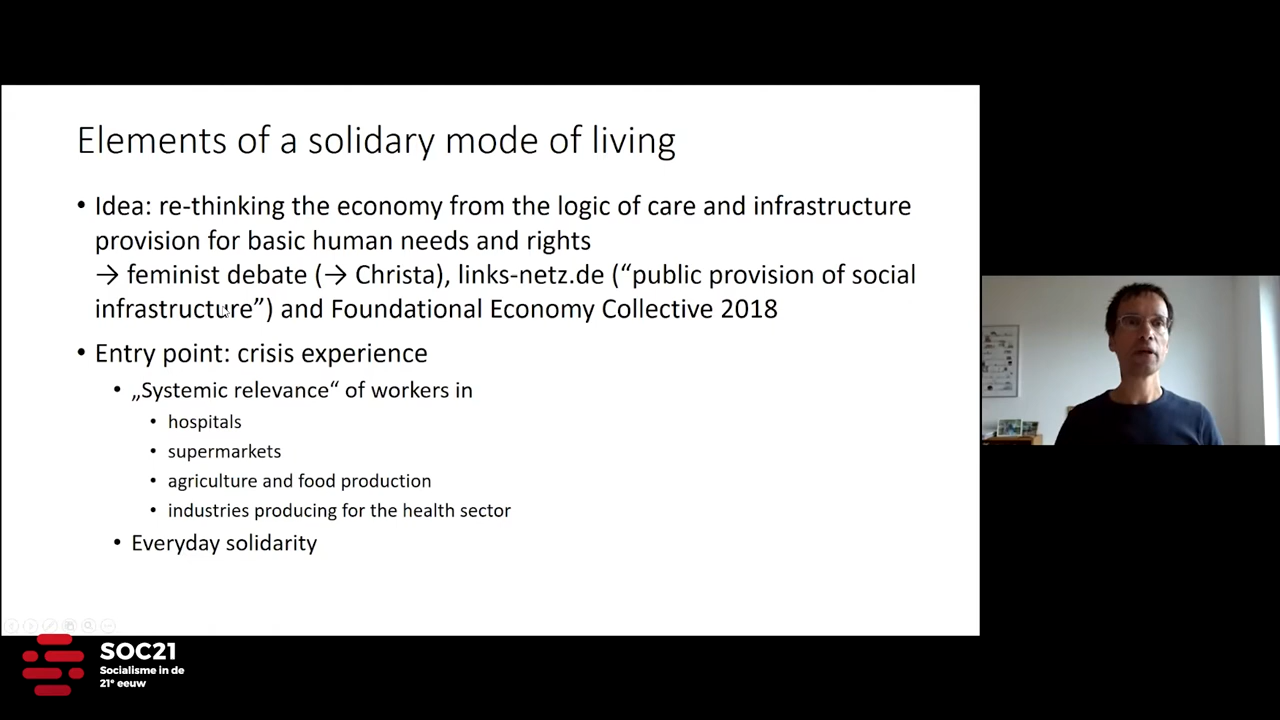 Elements of a solidary mode of living
• Idea: re-thinking the economy from the logic of care and infrastructure
provision for basic human needs and rights
→ feminist debate (→ Christa), links-netz.de (“public provision of social
infrastructure”) and Foundational Economy Collective 2018
• Entry point: crisis experience
• „Systemic relevance“ of workers in
• hospitals
• supermarkets
• agriculture and food production
• industries producing for the health sector
• Everyday solidarity
SOC21
Socialisme in de
21e eeuw